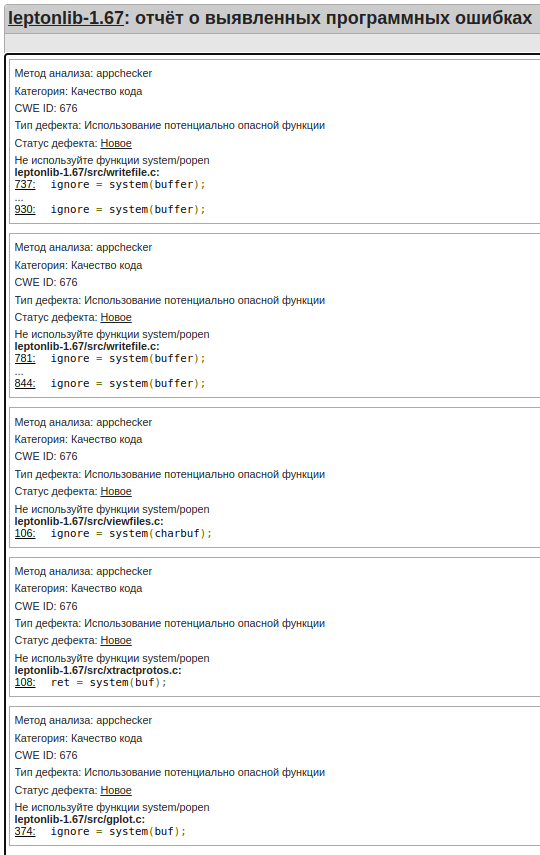 leptonlib-1.67: отчёт о выявленных программных ошибках
Метод анализа: appchecker
Категория: Качество кода
CWE ID: 676
Тип дефекта: Использование потенциально опасной функции
Статус дефекта: Новое
Не используйте функции system/popen
leptonlib-1.67/src/writefile.c:
737: ignore = system(buffer);
...
930: ignore = system(buffer);
Метод анализа: appchecker
Категория: Качество кода
CWE ID: 676
Тип дефекта: Использование потенциально опасной функции
Статус дефекта: Новое
Не используйте функции system/popen
leptonlib-1.67/src/writefile.c:
781: ignore = system(buffer);
...
844: ignore = system(buffer);
Метод анализа: appchecker
Категория: Качество кода
CWE ID: 676
Тип дефекта: Использование потенциально опасной функции
Статус дефекта: Новое
Не используйте функции system/popen
leptonlib-1.67/src/viewfiles.c:
106: ignore = system(charbuf);
Метод анализа: appchecker
Категория: Качество кода
CWE ID: 676
Тип дефекта: Использование потенциально опасной функции
Статус дефекта: Новое
Не используйте функции system/popen
leptonlib-1.67/src/xtractprotos.c:
108: ret = system(buf);
Метод анализа: appchecker
Категория: Качество кода
CWE ID: 676
Тип дефекта: Использование потенциально опасной функции
Статус дефекта: Новое
Не используйте функции system/popen
leptonlib-1.67/src/gplot.c:
374: ignore = system(buf);